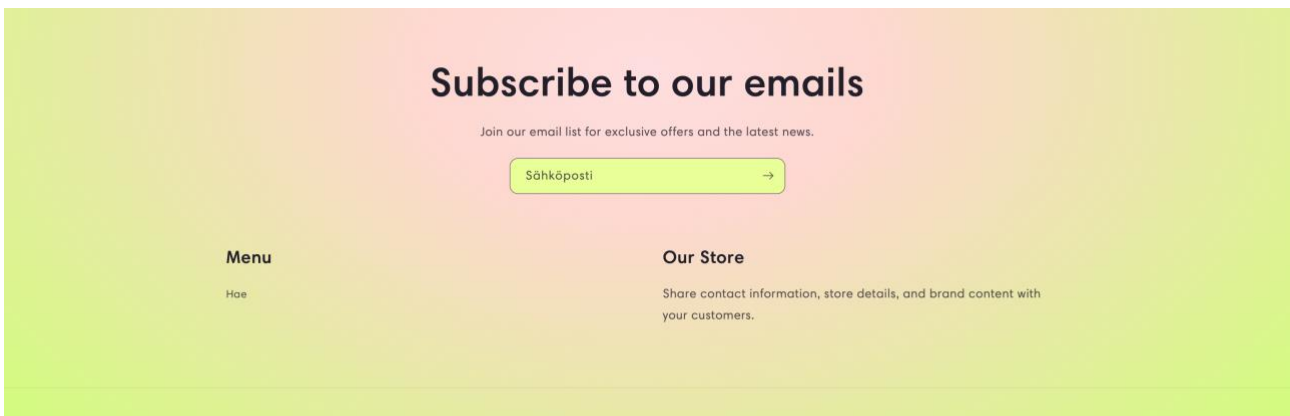 Subscribe to our emails
Join our email list for exclusive offers and the latest news.
Sähköposti →
Menu
Hae
Our Store
Share contact information, store details, and brand content with
your customers.